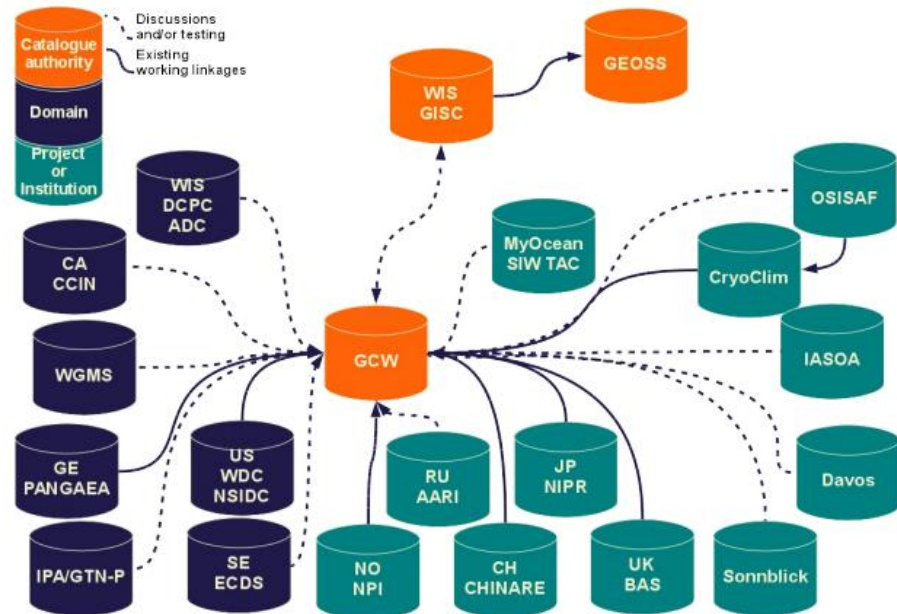 Catalogue
authority
Domain
Project
or
Institution
Discussions
and/or testing
Existing
working linkages
WIS
GISC
GEOSS
WIS
DCPC
ADC
CA
CCIN
WGMS
GE
PANGAEA
IPA/GTN-P
US
WDC
NSIDC
SE
ECDS
GCW
MyOcean
SIW TAC
OSISAF
CryoClim
IASOA
Davos
Sonnblick
UK
BAS
JP
NIPR
CH
CHINARE
RU
AARI
NO
NPI